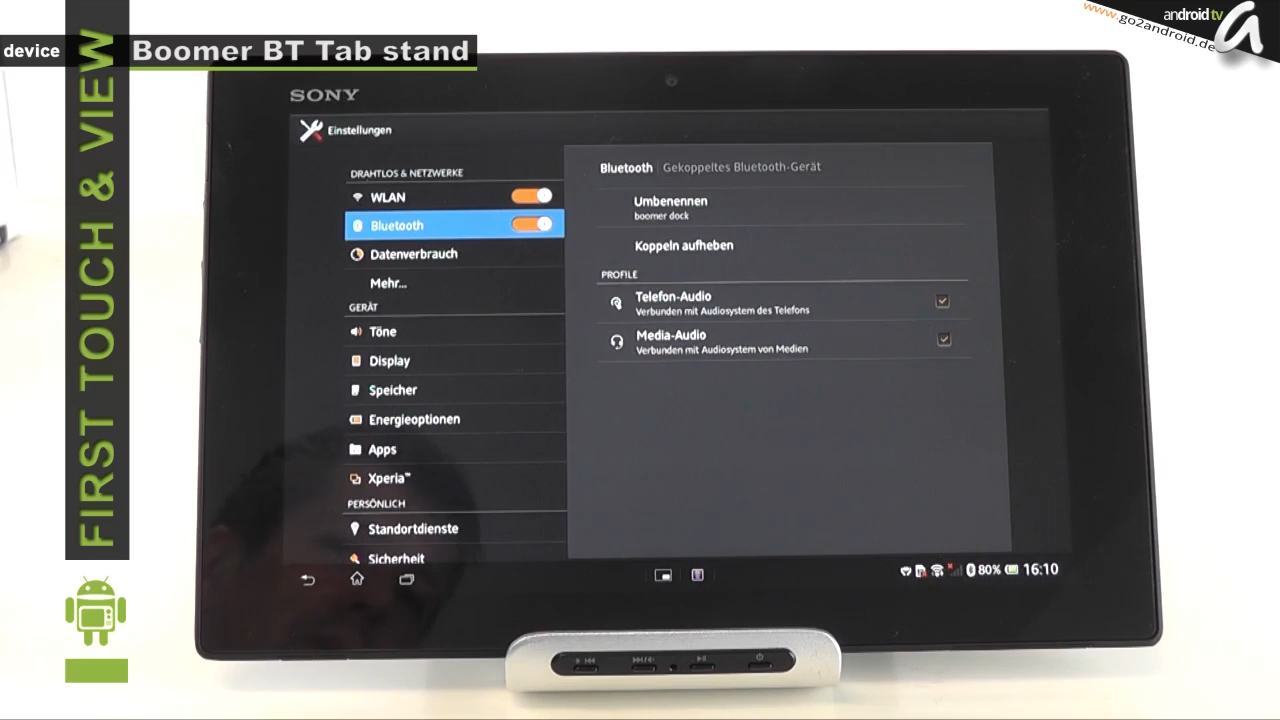 device
Boomer BT Tab stand
FIRST TOUCH & VIEW
android tv
www.go2android.de
SONY
Einstellungen
DRAHTLOS & NETZWERKE
WLAN
Bluetooth
Datenverbrauch
Mehr...
GERÄT
Töne
Display
Speicher
Energieoptionen
Apps
Xperia™
PERSÖNLICH
Standortdienste
Sicherheit
Bluetooth | Gekoppeltes Bluetooth-Gerät
Umbenennen
boomer dock
Koppeln aufheben
PROFILE
Telefon-Audio
Verbunden mit Audiosystem des Telefons
Media-Audio
Verbunden mit Audiosystem von Medien
80%
16:10